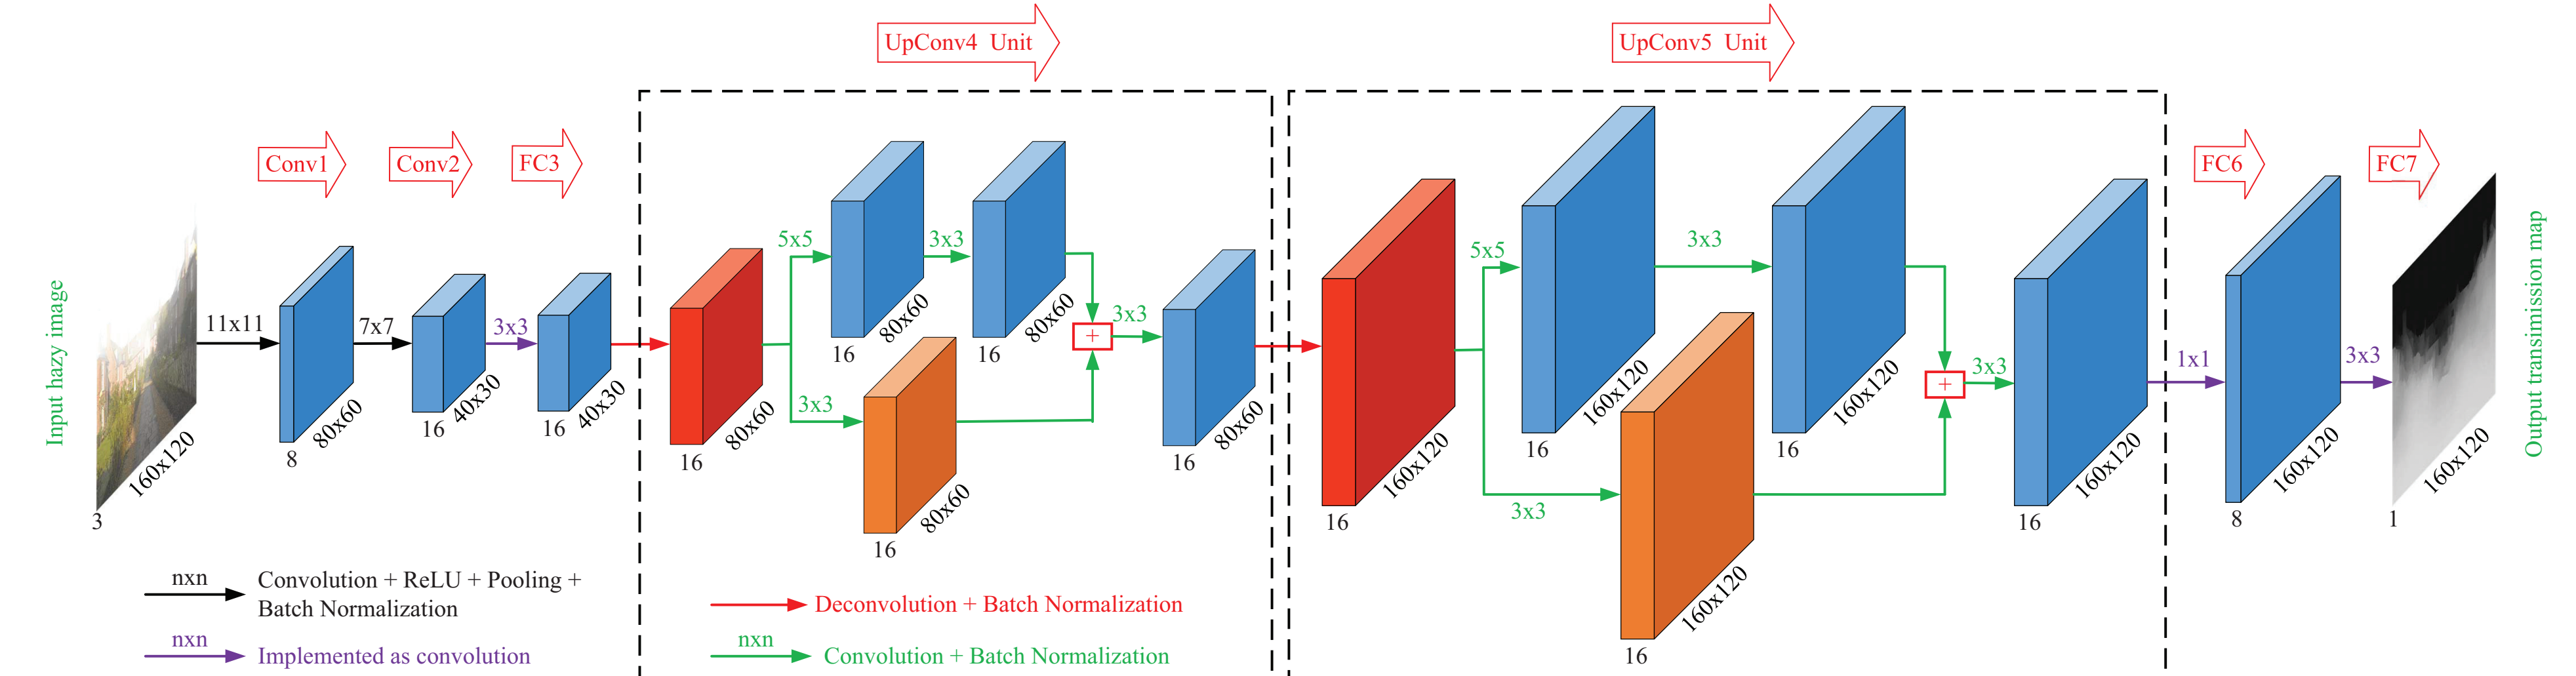 UpConv4 Unit
UpConv5 Unit
Conv1
Conv2
FC3
FC6
FC7
Input hazy image
3
160x120
11x11
8
80x60
7x7
16
40x30
3x3
16
40x30
16
80x60
5x5
16
80x60
3x3
16
80x60
3x3
16
80x60
+
3x3
16
80x60
16
160x120
5x5
16
160x120
3x3
16
160x120
3x3
16
160x120
+
3x3
16
160x120
1x1
8
160x120
3x3
1
160x120
Output transimission map
nxn
Convolution + ReLU + Pooling +
Batch Normalization
nxn
Implemented as convolution
Deconvolution + Batch Normalization
nxn
Convolution + Batch Normalization